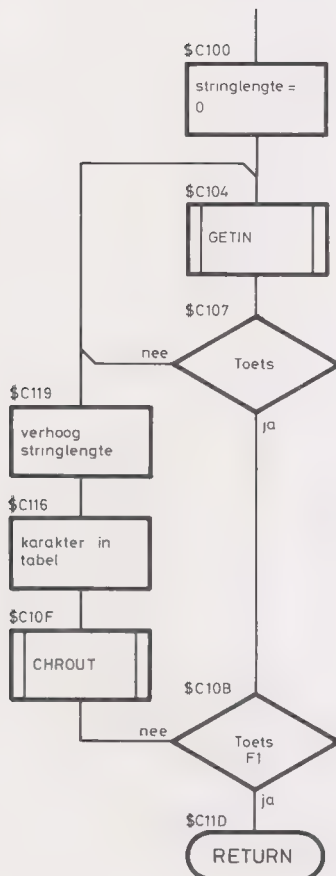 $C100
stringlengte =
0
$C104
GETIN
$C107
nee
Toets
ja
$C119
verhoog
stringlengte
$C116
karakter in
tabel
$C10F
CHROUT
$C10B
nee
Toets
F1
ja
$C11D
RETURN